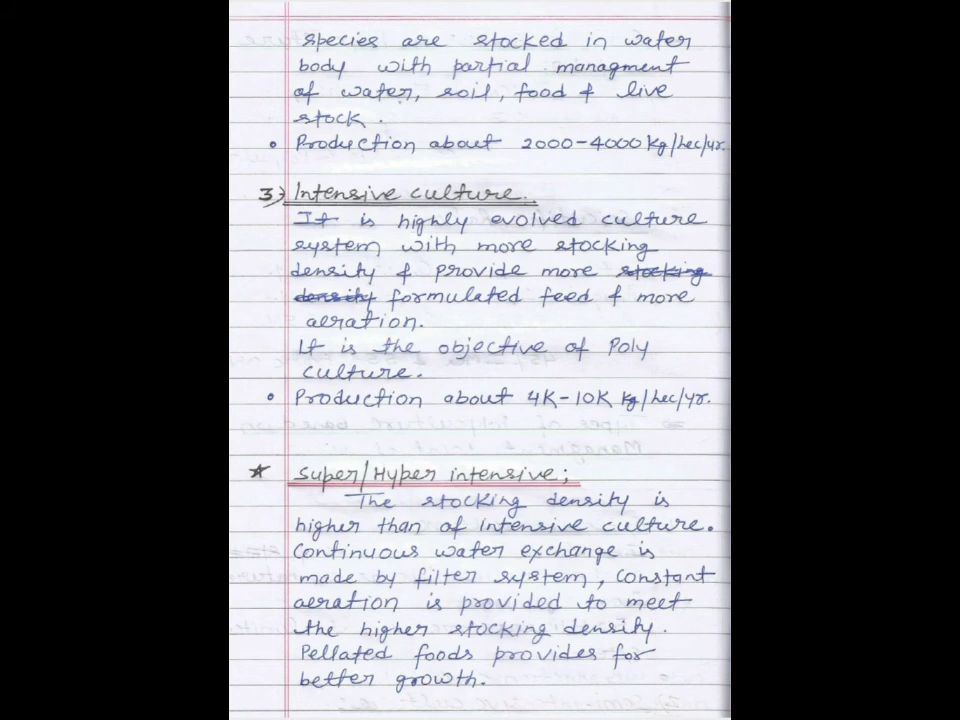 species are stocked in water
body with partial managment
of water, soil, food & live
stock.
• Production about 2000-4000 Kg/hec/yr.
3) Intensive culture.
It is highly evolved culture
system with more stocking
density & provide more stocking
density formulated feed & more
aeration.
It is the objective of Poly
culture.
• Production about 4K-10K Kg/hec/yr.
* Super/Hyper intensive;
The stocking density is
higher than of intensive culture.
Continuous water exchange is
made by filter system, Constant
aeration is provided to meet
the higher stocking density.
Pellated foods provides for
better growth.